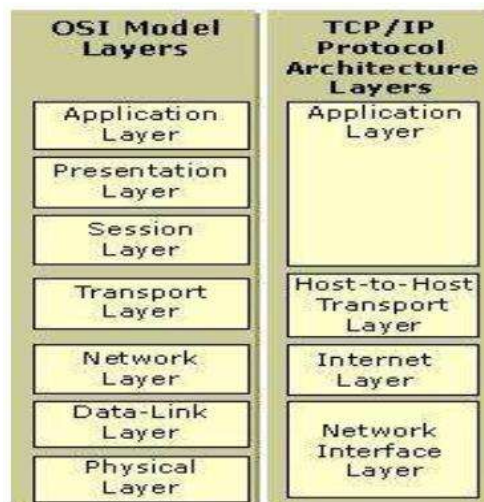 OSI Model
Layers
Application
Layer
Presentation
Layer
Session
Layer
Transport
Layer
Network
Layer
Data-Link
Layer
Physical
Layer
TCP/IP
Protocol
Architecture
Layers
Application
Layer
Host-to-Host
Transport
Layer
Internet
Layer
Network
Interface
Layer